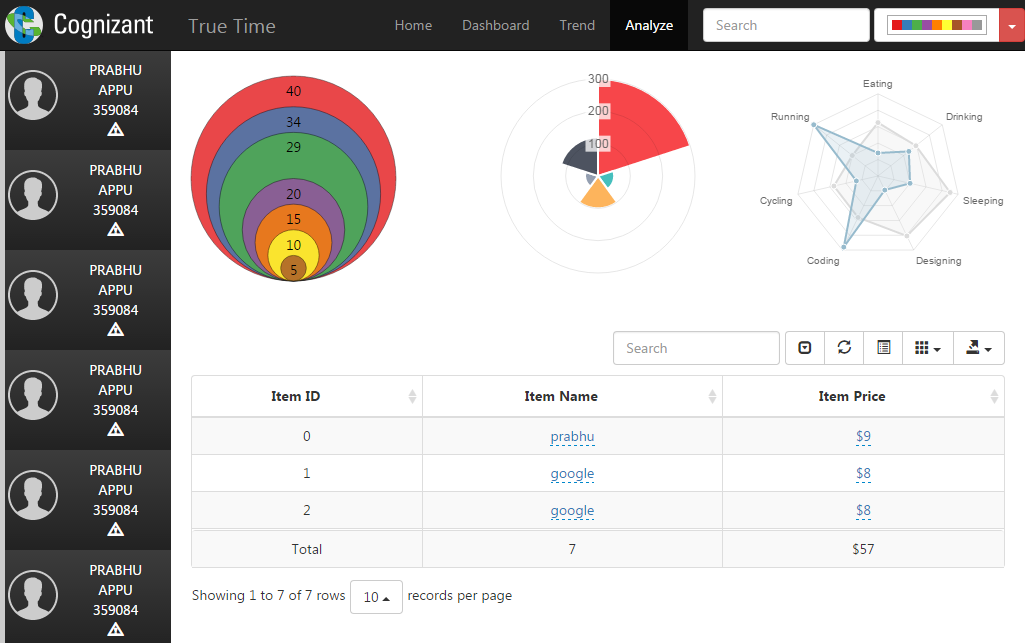 Cognizant True Time Home Dashboard Trend Analyze Search
PRABHU
APPU
359084
PRABHU
APPU
359084
PRABHU
APPU
359084
PRABHU
APPU
359084
PRABHU
APPU
359084
PRABHU
APPU
359084
40
34
29
20
15
10
5
300
200
100
Eating
Drinking
Sleeping
Designing
Coding
Cycling
Running
Search
Item ID Item Name Item Price
0 prabhu $9
1 google $8
2 google $8
Total 7 $57
Showing 1 to 7 of 7 rows 10 records per page